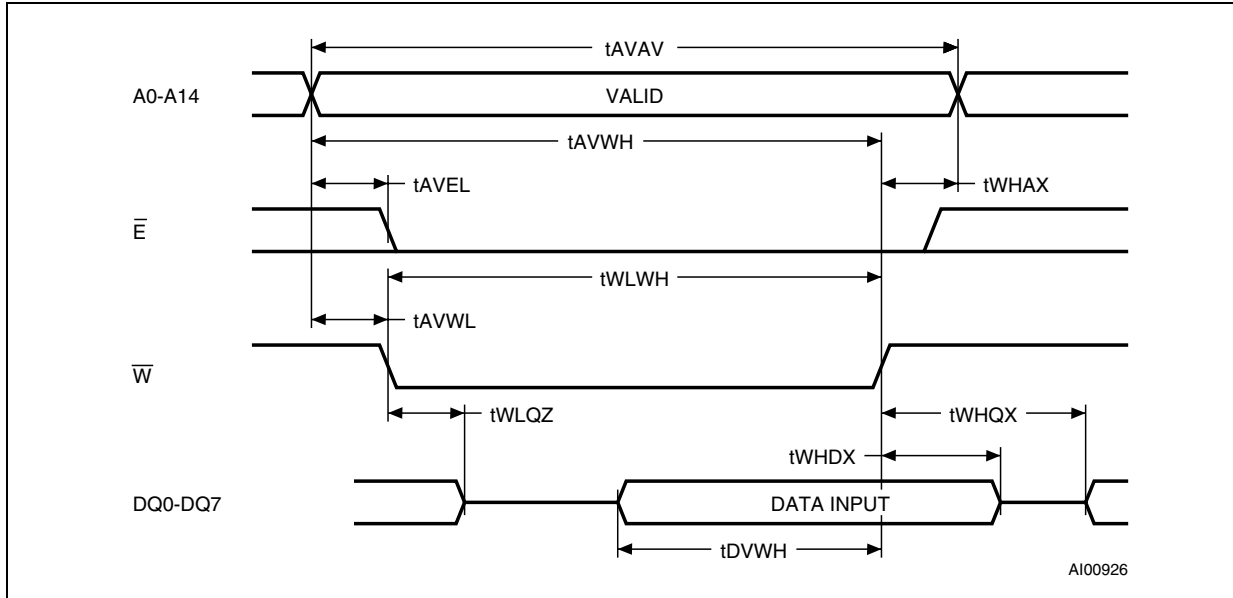 tAVAV
A0-A14
VALID
tAVWH
tAVEL
tWHAX
E̅
tWLWH
tAVWL
W̅
tWLQZ
tWHQX
tWHDX
DQ0-DQ7
DATA INPUT
tDVWH
AI00926